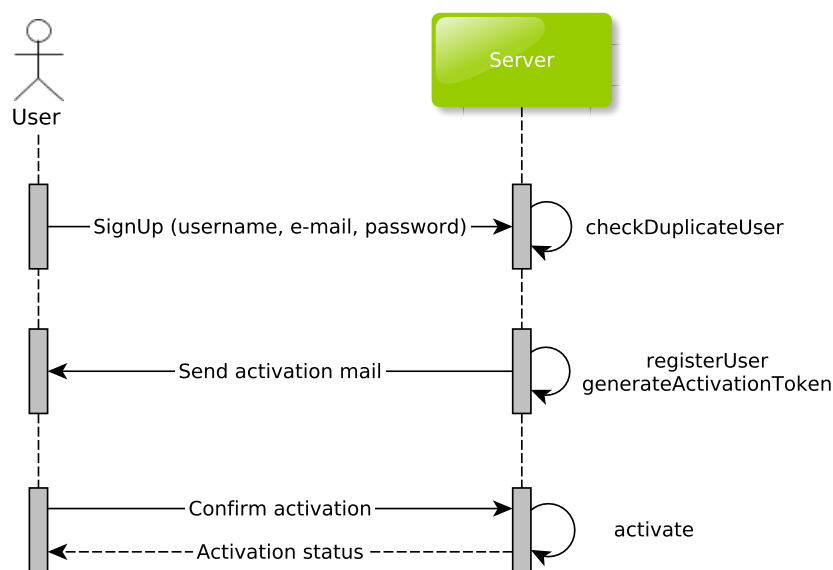 Server
User
SignUp (username, e-mail, password)
checkDuplicateUser
Send activation mail
registerUser
generateActivationToken
Confirm activation
activate
Activation status